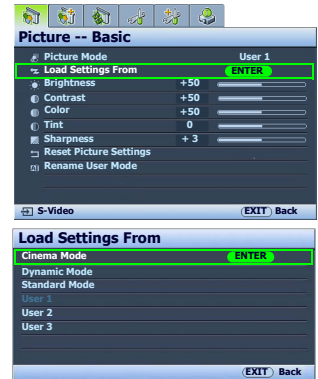 Picture -- Basic
Picture Mode User 1
Load Settings From ENTER
Brightness +50
Contrast +50
Color +50
Tint 0
Sharpness + 3
Reset Picture Settings
Rename User Mode
S-Video EXIT Back
Load Settings From
Cinema Mode ENTER
Dynamic Mode
Standard Mode
User 1
User 2
User 3
EXIT Back